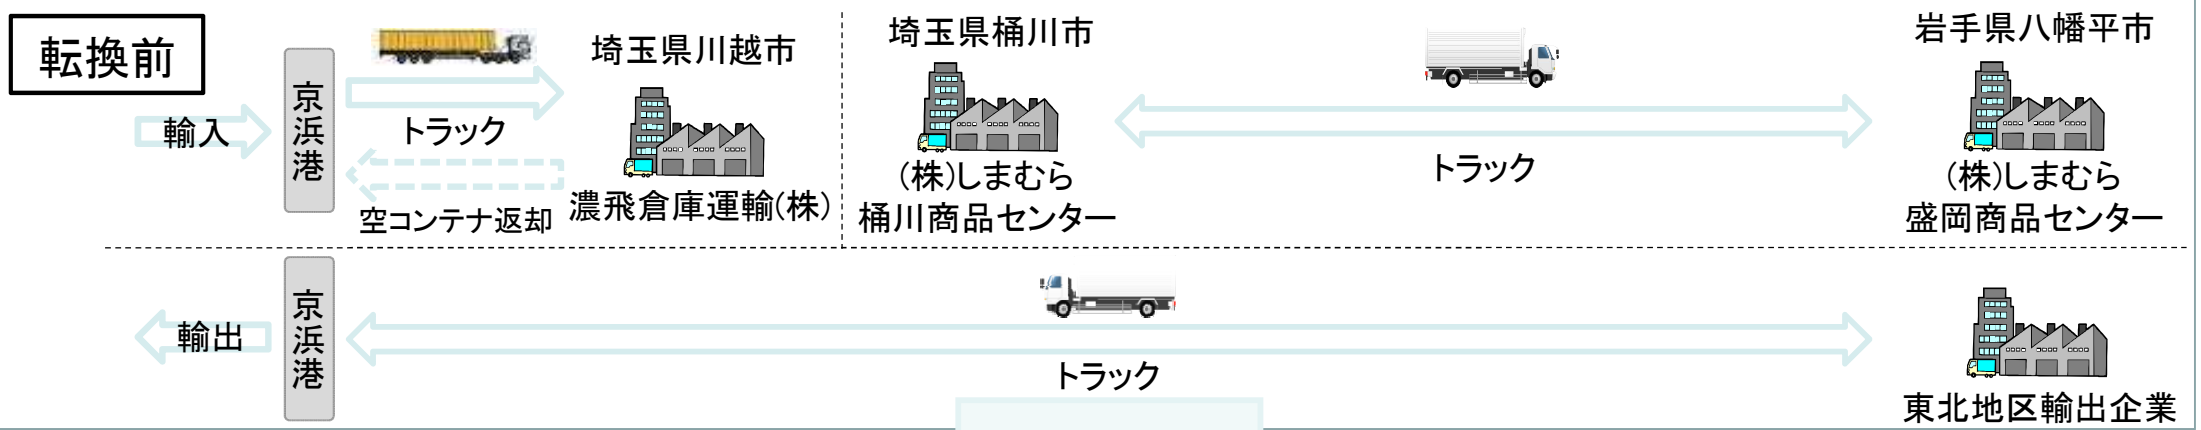 転換前
輸入
京浜港
トラック
空コンテナ返却
埼玉県川越市
濃飛倉庫運輸(株)
埼玉県桶川市
(株)しまむら
桶川商品センター
トラック
岩手県八幡平市
(株)しまむら
盛岡商品センター
輸出
京浜港
トラック
東北地区輸出企業